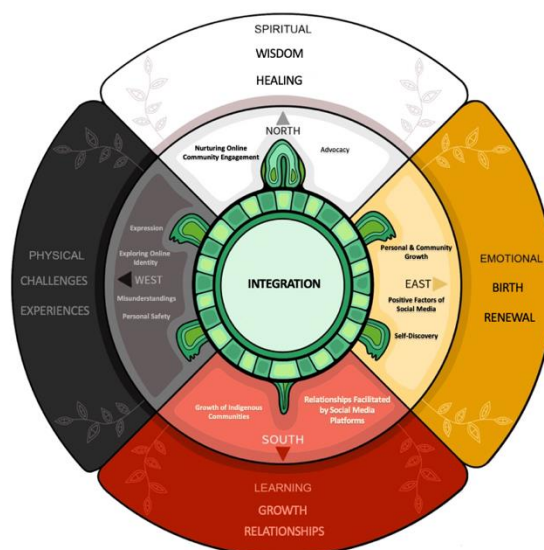 SPIRITUAL
WISDOM
HEALING
NORTH
Nurturing Online
Community Engagement
Advocacy
PHYSICAL
CHALLENGES
EXPERIENCES
Expression
Exploring Online
Identity
WEST
Misunderstandings
Personal Safety
INTEGRATION
Personal & Community
Growth
EAST
Positive Factors of
Social Media
Self-Discovery
EMOTIONAL
BIRTH
RENEWAL
Growth of Indigenous
Communities
Relationships Facilitated
by Social Media
Platforms
SOUTH
LEARNING
GROWTH
RELATIONSHIPS